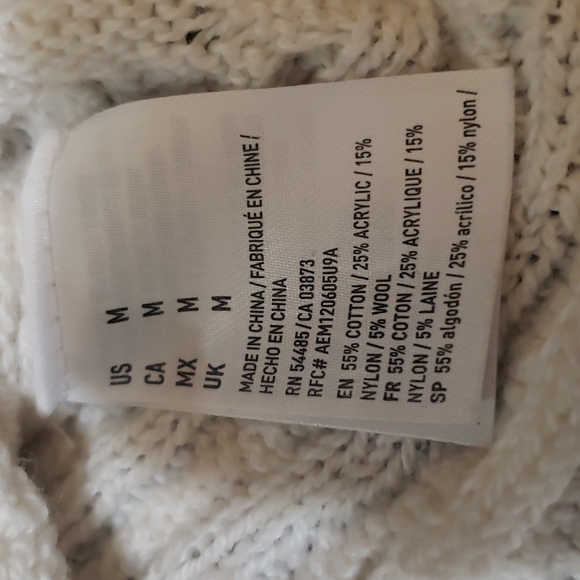 US M
CA M
MX M
UK M
MADE IN CHINA / FABRIQUÉ EN CHINE /
HECHO EN CHINA
RN 54485 / CA 03873
RFC# AEM120605U9A
EN 55% COTTON / 25% ACRYLIC / 15%
NYLON / 5% WOOL
FR 55% COTON / 25% ACRYLIQUE / 15%
NYLON / 5% LAINE
SP 55% algodón / 25% acrílico / 15% nylon /